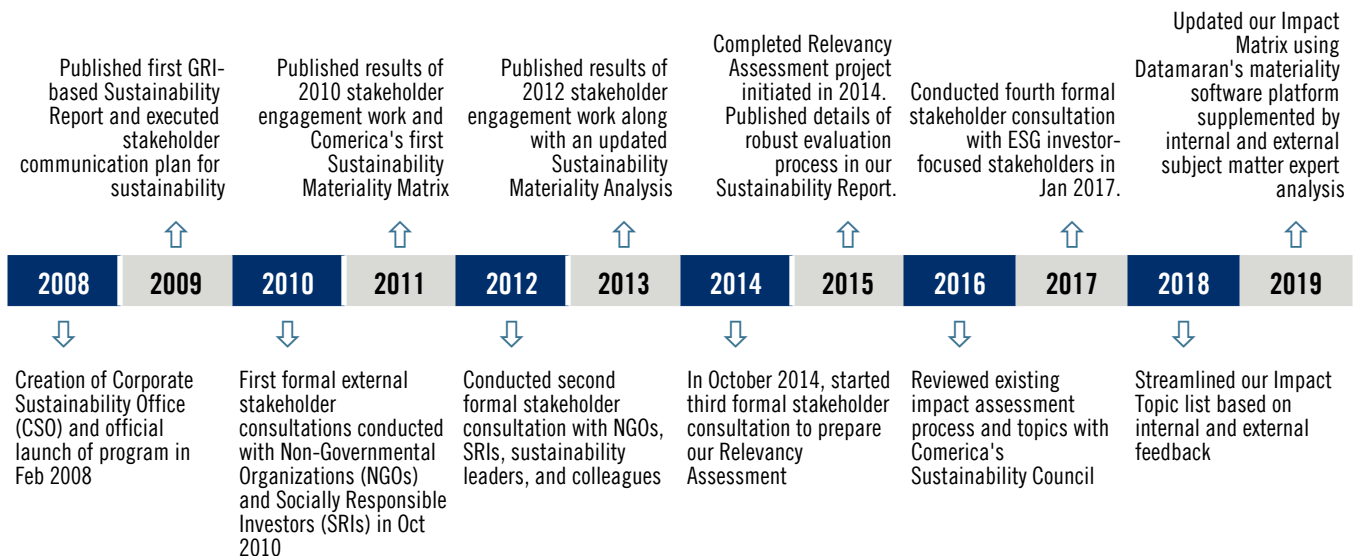 Published first GRI-
based Sustainability
Report and executed
stakeholder
communication plan for
sustainability
Published results of
2010 stakeholder
engagement work and
Comerica's first
Sustainability
Materiality Matrix
Published results of
2012 stakeholder
engagement work along
with an updated
Sustainability
Materiality Analysis
Completed Relevancy
Assessment project
initiated in 2014.
Published details of
robust evaluation
process in our
Sustainability Report.
Conducted fourth formal
stakeholder consultation
with ESG investor-
focused stakeholders in
Jan 2017.
Updated our Impact
Matrix using
Datamaran's materiality
software platform
supplemented by
internal and external
subject matter expert
analysis
2008 2009 2010 2011 2012 2013 2014 2015 2016 2017 2018 2019
Creation of Corporate
Sustainability Office
(CSO) and official
launch of program in
Feb 2008
First formal external
stakeholder
consultations conducted
with Non-Governmental
Organizations (NGOs)
and Socially Responsible
Investors (SRIs) in Oct
2010
Conducted second
formal stakeholder
consultation with NGOs,
SRIs, sustainability
leaders, and colleagues
In October 2014, started
third formal stakeholder
consultation to prepare
our Relevancy
Assessment
Reviewed existing
impact assessment
process and topics with
Comerica's
Sustainability Council
Streamlined our Impact
Topic list based on
internal and external
feedback